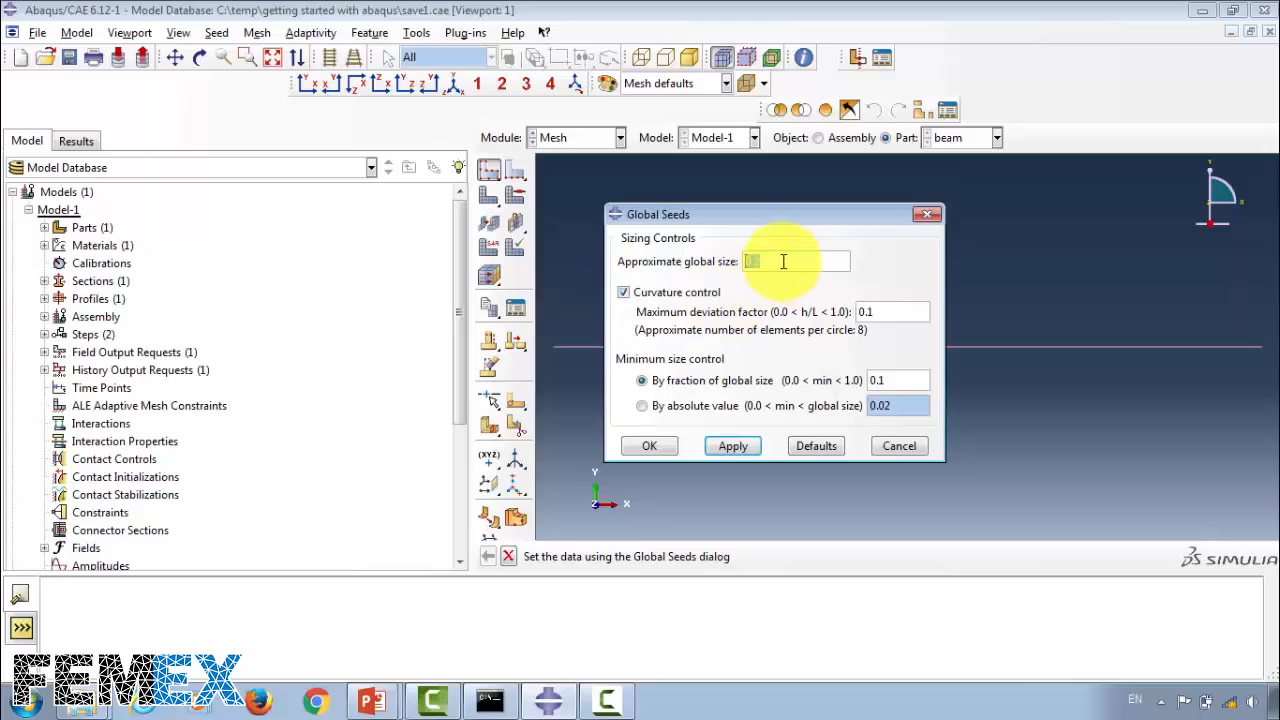 Abaqus/CAE 6.12-1 - Model Database: C:\temp\getting started with abaqus\save1.cae [Viewport: 1]
File Model Viewport View Seed Mesh Adaptivity Feature Tools Plug-ins Help
All
1 2 3 4 Mesh defaults
Model Results
Module: Mesh Model: Model-1 Object: Assembly Part: beam
Model Database
Models (1)
Model-1
Parts (1)
Materials (1)
Calibrations
Sections (1)
Profiles (1)
Assembly
Steps (2)
Field Output Requests (1)
History Output Requests (1)
Time Points
ALE Adaptive Mesh Constraints
Interactions
Interaction Properties
Contact Controls
Contact Initializations
Contact Stabilizations
Constraints
Connector Sections
Fields
Amplitudes
Global Seeds
Sizing Controls
Approximate global size:
Curvature control
Maximum deviation factor (0.0 < h/L < 1.0): 0.1
(Approximate number of elements per circle: 8)
Minimum size control
By fraction of global size (0.0 < min < 1.0) 0.1
By absolute value (0.0 < min < global size) 0.02
OK Apply Defaults Cancel
Y
X
Y
Z X
Set the data using the Global Seeds dialog
SIMULIA
>>>
FEMEX
EN